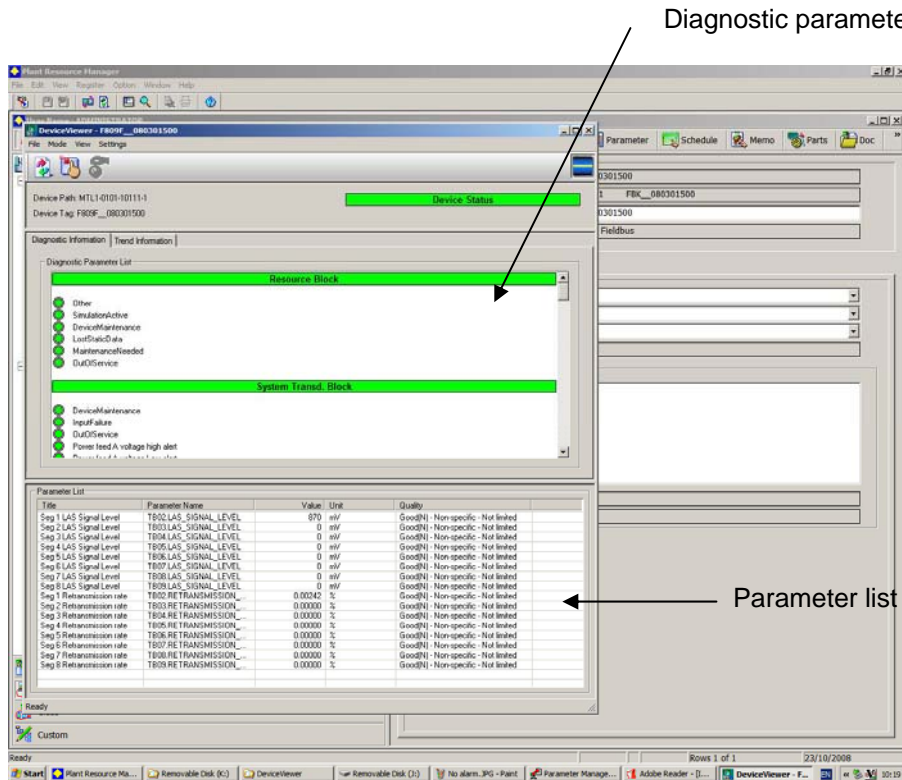 Diagnostic paramete
Plant Resource Manager
File Edit View Register Option Window Help
User Name : ADMINISTRATOR
DeviceViewer - F809F__080301500
File Mode View Settings
Parameter Schedule Memo Parts Doc »
Device Path: MTL1-0101-10111-1
Device Status
Device Tag: F809F__080301500
0301500
1 FBK__080301500
0301500
Fieldbus
Diagnostic Information Trend Information
Diagnostic Parameter List
Resource Block
Other
SimulationActive
DeviceMaintenance
LostStaticData
MaintenanceNeeded
OutOfService
System Transd. Block
DeviceMaintenance
InputFailure
OutOfService
Power feed A voltage high alert
Parameter List
Title Parameter Name Value Unit Quality
Seg 1 LAS Signal Level TB02.LAS_SIGNAL_LEVEL 870 mV Good(N) - Non-specific - Not limited
Seg 2 LAS Signal Level TB03.LAS_SIGNAL_LEVEL 0 mV Good(N) - Non-specific - Not limited
Seg 3 LAS Signal Level TB04.LAS_SIGNAL_LEVEL 0 mV Good(N) - Non-specific - Not limited
Seg 4 LAS Signal Level TB05.LAS_SIGNAL_LEVEL 0 mV Good(N) - Non-specific - Not limited
Seg 5 LAS Signal Level TB06.LAS_SIGNAL_LEVEL 0 mV Good(N) - Non-specific - Not limited
Seg 6 LAS Signal Level TB07.LAS_SIGNAL_LEVEL 0 mV Good(N) - Non-specific - Not limited
Seg 7 LAS Signal Level TB08.LAS_SIGNAL_LEVEL 0 mV Good(N) - Non-specific - Not limited
Seg 8 LAS Signal Level TB09.LAS_SIGNAL_LEVEL 0 mV Good(N) - Non-specific - Not limited
Seg 1 Retransmission rate TB02.RETRANSMISSION_... 0.00242 % Good(N) - Non-specific - Not limited
Seg 2 Retransmission rate TB03.RETRANSMISSION_... 0.00000 % Good(N) - Non-specific - Not limited
Seg 3 Retransmission rate TB04.RETRANSMISSION_... 0.00000 % Good(N) - Non-specific - Not limited
Seg 4 Retransmission rate TB05.RETRANSMISSION_... 0.00000 % Good(N) - Non-specific - Not limited
Seg 5 Retransmission rate TB06.RETRANSMISSION_... 0.00000 % Good(N) - Non-specific - Not limited
Seg 6 Retransmission rate TB07.RETRANSMISSION_... 0.00000 % Good(N) - Non-specific - Not limited
Seg 7 Retransmission rate TB08.RETRANSMISSION_... 0.00000 % Good(N) - Non-specific - Not limited
Seg 8 Retransmission rate TB09.RETRANSMISSION_... 0.00000 % Good(N) - Non-specific - Not limited
Parameter list
Ready
Custom
Ready Rows 1 of 1 23/10/2008
Start Plant Resource Ma... Removable Disk (K:) DeviceViewer Removable Disk (J:) No alarm.JPG - Paint Parameter Manage... Adobe Reader - [I... DeviceViewer - F... EN « 10:19